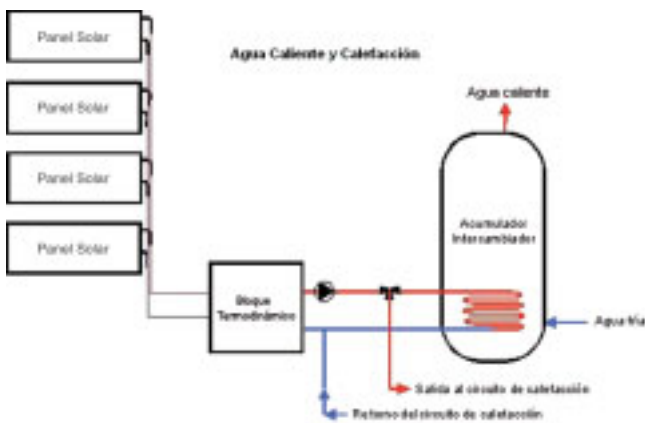 Panel Solar
Agua Caliente y Calefacción
Panel Solar
Agua caliente
Panel Solar
Acumulador
Intercambiador
Panel Solar
Bloque
Termodinámico
Agua fría
Salida al circuito de calefacción
Retorno del circuito de calefacción